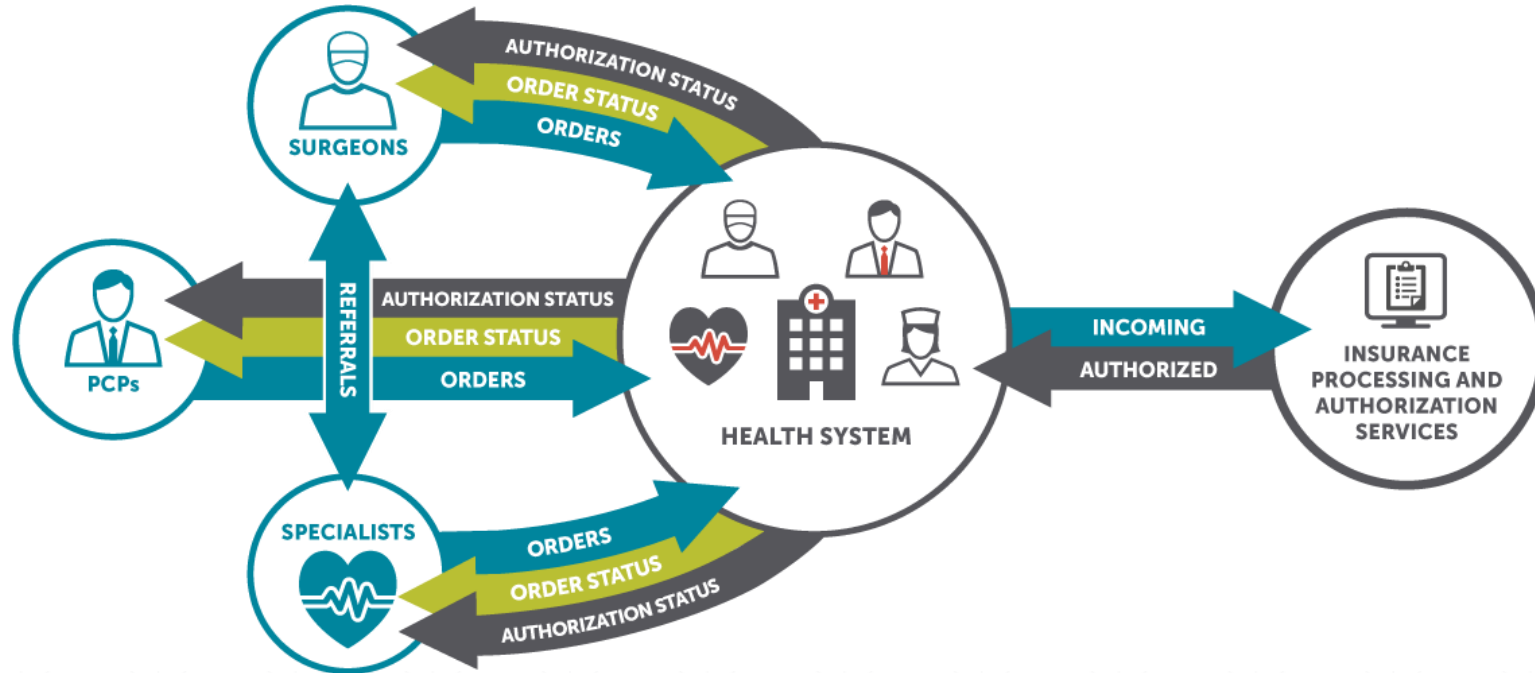 AUTHORIZATION STATUS
ORDER STATUS
ORDERS
SURGEONS
REFERRALS
AUTHORIZATION STATUS
ORDER STATUS
ORDERS
PCPs
HEALTH SYSTEM
INCOMING
AUTHORIZED
INSURANCE
PROCESSING AND
AUTHORIZATION
SERVICES
SPECIALISTS
ORDERS
ORDER STATUS
AUTHORIZATION STATUS